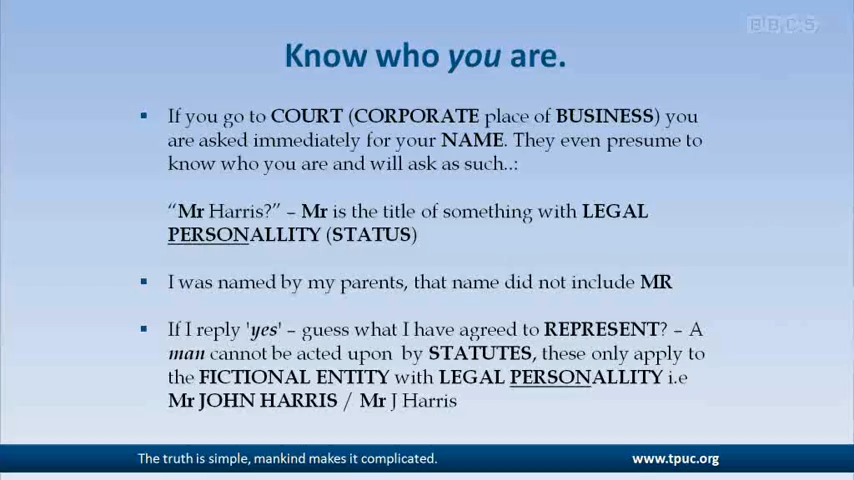 BBC5
Know who you are.
If you go to COURT (CORPORATE place of BUSINESS) you
are asked immediately for your NAME. They even presume to
know who you are and will ask as such..:
“Mr Harris?” – Mr is the title of something with LEGAL
PERSONALLITY (STATUS)
I was named by my parents, that name did not include MR
If I reply 'yes' – guess what I have agreed to REPRESENT? – A
man cannot be acted upon by STATUTES, these only apply to
the FICTIONAL ENTITY with LEGAL PERSONALLITY i.e
Mr JOHN HARRIS / Mr J Harris
The truth is simple, mankind makes it complicated.
www.tpuc.org